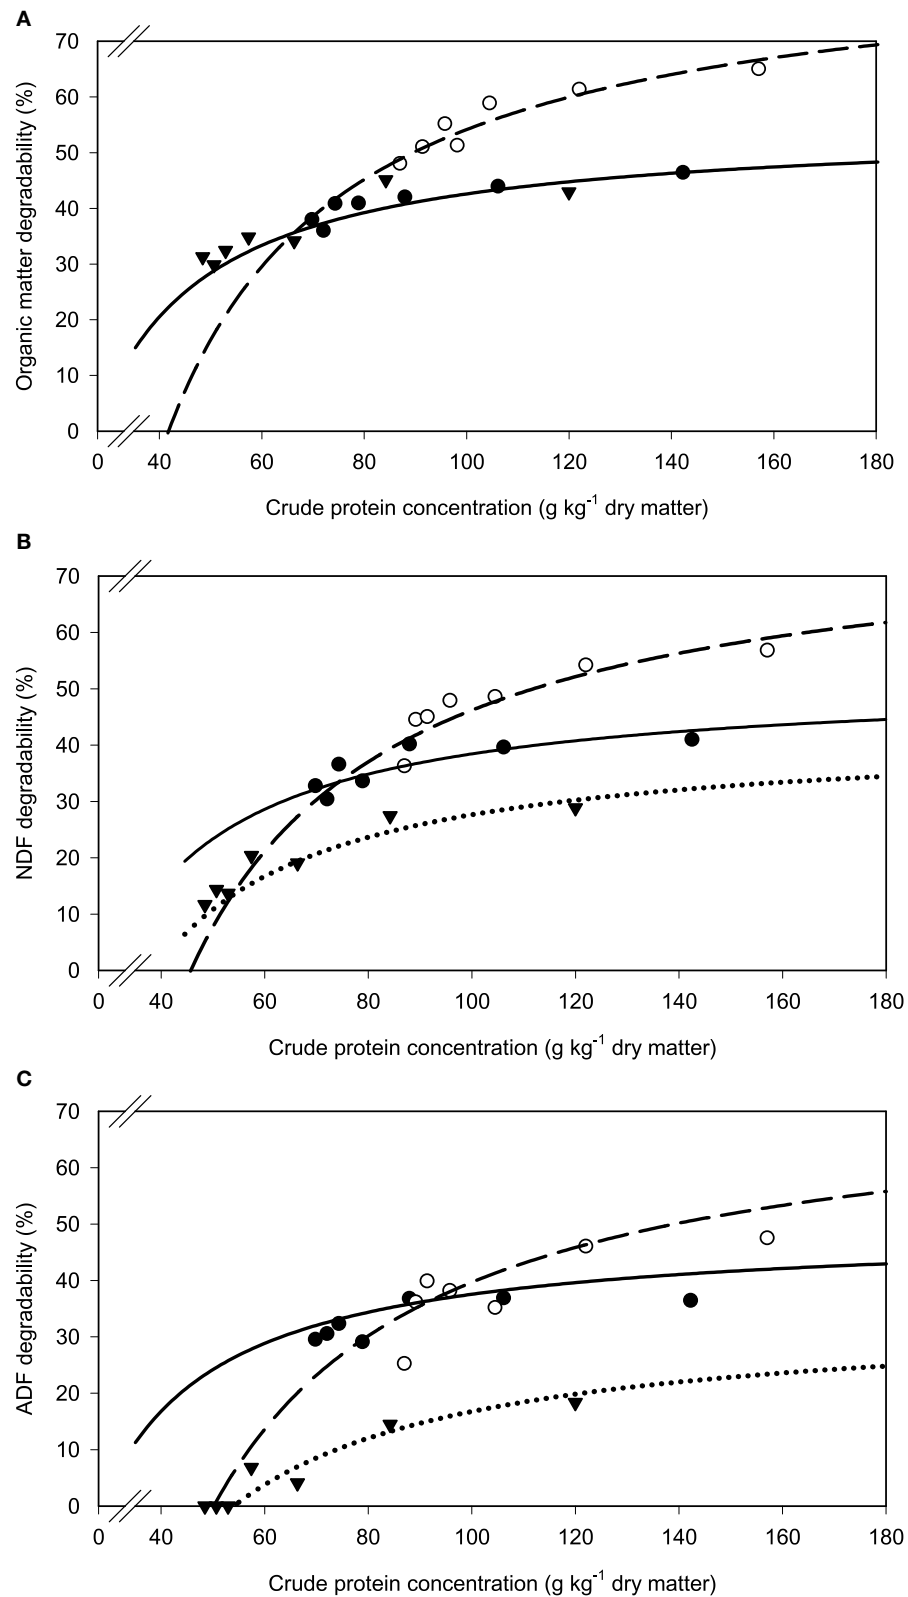 A
70
60
50
40
30
20
10
0
Organic matter degradability (%)
0 40 60 80 100 120 140 160 180
Crude protein concentration (g kg⁻¹ dry matter)
B
70
60
50
40
30
20
10
0
NDF degradability (%)
0 40 60 80 100 120 140 160 180
Crude protein concentration (g kg⁻¹ dry matter)
C
70
60
50
40
30
20
10
0
ADF degradability (%)
0 40 60 80 100 120 140 160 180
Crude protein concentration (g kg⁻¹ dry matter)